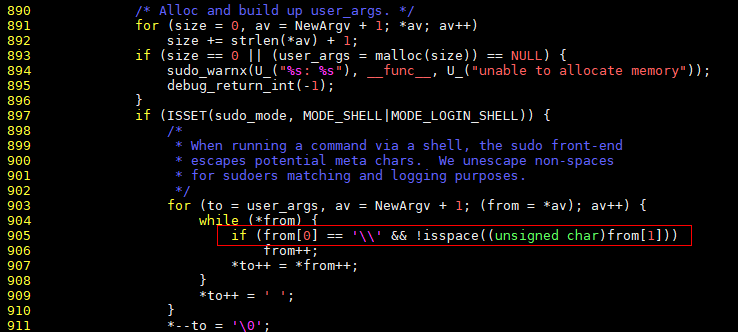 890             /* Alloc and build up user_args. */
891             for (size = 0, av = NewArgv + 1; *av; av++)
892                 size += strlen(*av) + 1;
893             if (size == 0 || (user_args = malloc(size)) == NULL) {
894                 sudo_warnx(U_("%s: %s"), __func__, U_("unable to allocate memory"));
895                 debug_return_int(-1);
896             }
897             if (ISSET(sudo_mode, MODE_SHELL|MODE_LOGIN_SHELL)) {
898                 /*
899                  * When running a command via a shell, the sudo front-end
900                  * escapes potential meta chars.  We unescape non-spaces
901                  * for sudoers matching and logging purposes.
902                  */
903                 for (to = user_args, av = NewArgv + 1; (from = *av); av++) {
904                     while (*from) {
905                         if (from[0] == '\\' && !isspace((unsigned char)from[1]))
906                             from++;
907                         *to++ = *from++;
908                     }
909                     *to++ = ' ';
910                 }
911                 *--to = '\0';